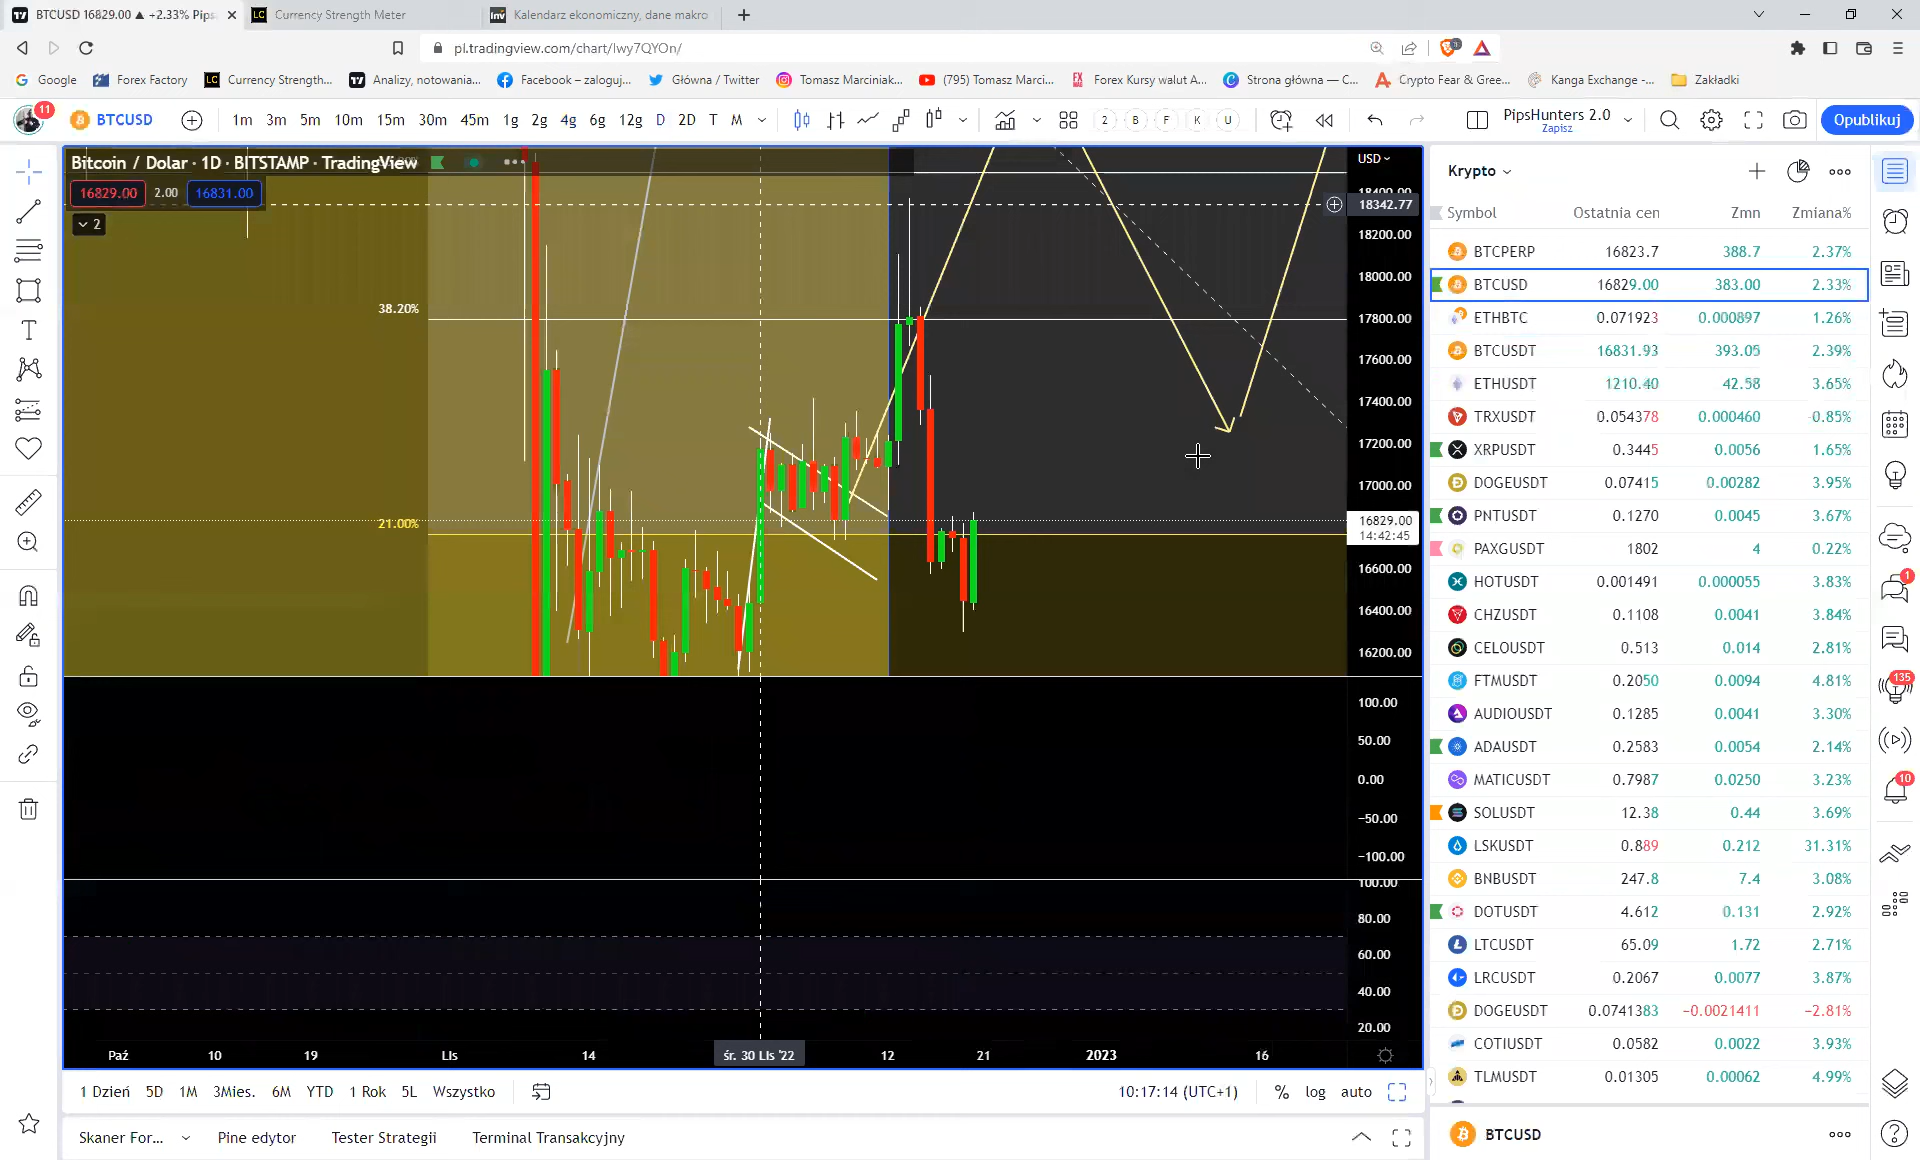 BTCUSD 16829.00 ▲ +2.33% Pips
Currency Strength Meter
Kalendarz ekonomiczny, dane makro
pl.tradingview.com/chart/Iwy7QYOn/
Google
Forex Factory
Currency Strength...
Analizy, notowania...
Facebook – zaloguj...
Główna / Twitter
Tomasz Marciniak...
(795) Tomasz Marci...
Forex Kursy walut A...
Strona główna — C...
Crypto Fear & Gree...
Kanga Exchange -...
Zakładki
11
BTCUSD
1m 3m 5m 10m 15m 30m 45m 1g 2g 4g 6g 12g D 2D T M
2 B F K U
PipsHunters 2.0
Zapisz
Opublikuj
Bitcoin / Dolar · 1D · BITSTAMP · TradingView
16829.00 2.00 16831.00
2
USD
18400.00
18342.77
18200.00
18000.00
17800.00
17600.00
17400.00
17200.00
17000.00
16829.00
14:42:45
16600.00
16400.00
16200.00
38.20%
21.00%
100.00
50.00
0.00
−50.00
−100.00
100.00
80.00
60.00
40.00
20.00
Paź 10 19 Lis 14 śr. 30 Lis '22 12 21 2023 16
1 Dzień 5D 1M 3Mies. 6M YTD 1 Rok 5L Wszystko
10:17:14 (UTC+1) % log auto
Skaner For... Pine edytor Tester Strategii Terminal Transakcyjny
Krypto
Symbol Ostatnia cen Zmn Zmiana%
BTCPERP 16823.7 388.7 2.37%
BTCUSD 16829.00 383.00 2.33%
ETHBTC 0.071923 0.000897 1.26%
BTCUSDT 16831.93 393.05 2.39%
ETHUSDT 1210.40 42.58 3.65%
TRXUSDT 0.054378 0.000460 -0.85%
XRPUSDT 0.3445 0.0056 1.65%
DOGEUSDT 0.07415 0.00282 3.95%
PNTUSDT 0.1270 0.0045 3.67%
PAXGUSDT 1802 4 0.22%
HOTUSDT 0.001491 0.000055 3.83%
CHZUSDT 0.1108 0.0041 3.84%
CELOUSDT 0.513 0.014 2.81%
FTMUSDT 0.2050 0.0094 4.81%
AUDIOUSDT 0.1285 0.0041 3.30%
ADAUSDT 0.2583 0.0054 2.14%
MATICUSDT 0.7987 0.0250 3.23%
SOLUSDT 12.38 0.44 3.69%
LSKUSDT 0.889 0.212 31.31%
BNBUSDT 247.8 7.4 3.08%
DOTUSDT 4.612 0.131 2.92%
LTCUSDT 65.09 1.72 2.71%
LRCUSDT 0.2067 0.0077 3.87%
DOGEUSDT 0.0741383 −0.0021411 −2.81%
COTIUSDT 0.0582 0.0022 3.93%
TLMUSDT 0.01305 0.00062 4.99%
BTCUSD
1
135
10